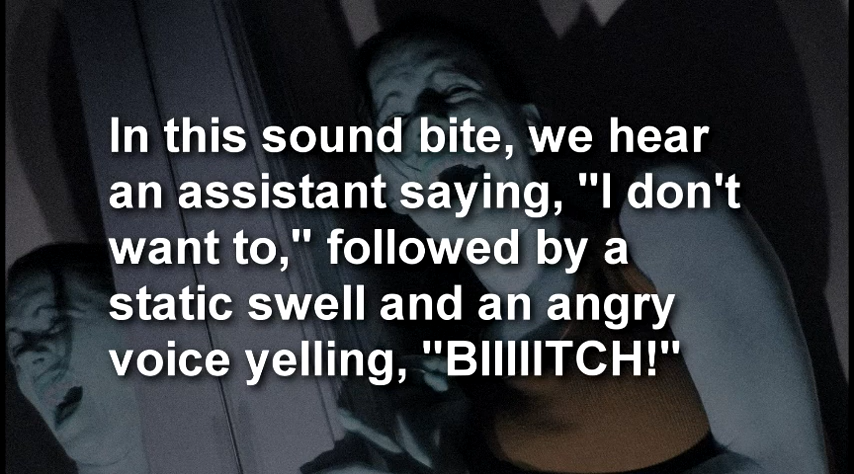 In this sound bite, we hear
an assistant saying, "I don't
want to," followed by a
static swell and an angry
voice yelling, "BIIIIITCH!"